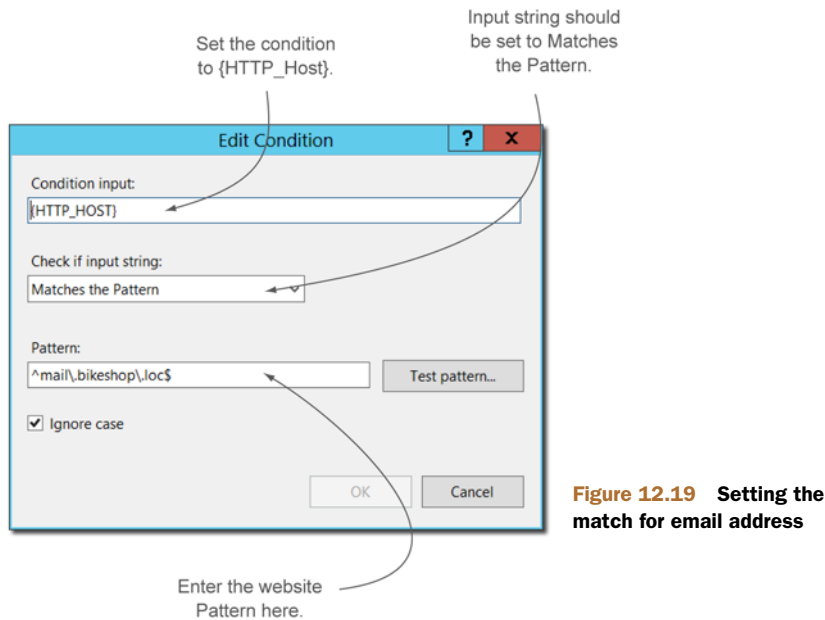 Input string should
be set to Matches
the Pattern.
Set the condition
to {HTTP_Host}.
Edit Condition
? x
Condition input:
{HTTP_HOST}
Check if input string:
Matches the Pattern
Pattern:
^mail\.bikeshop\.loc$
Test pattern...
Ignore case
OK
Cancel
Figure 12.19 Setting the
match for email address
Enter the website
Pattern here.